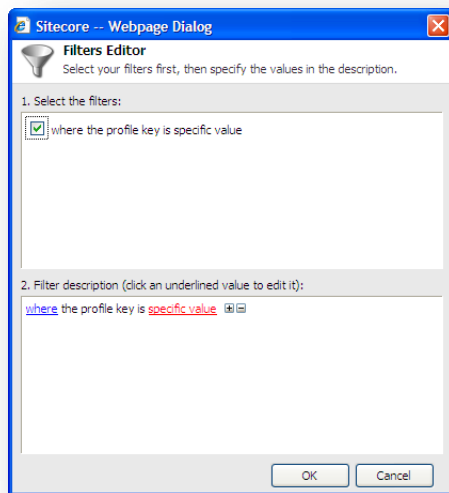 Sitecore -- Webpage Dialog
Filters Editor
Select your filters first, then specify the values in the description.
1. Select the filters:
where the profile key is specific value
2. Filter description (click an underlined value to edit it):
where the profile key is specific value
OK Cancel